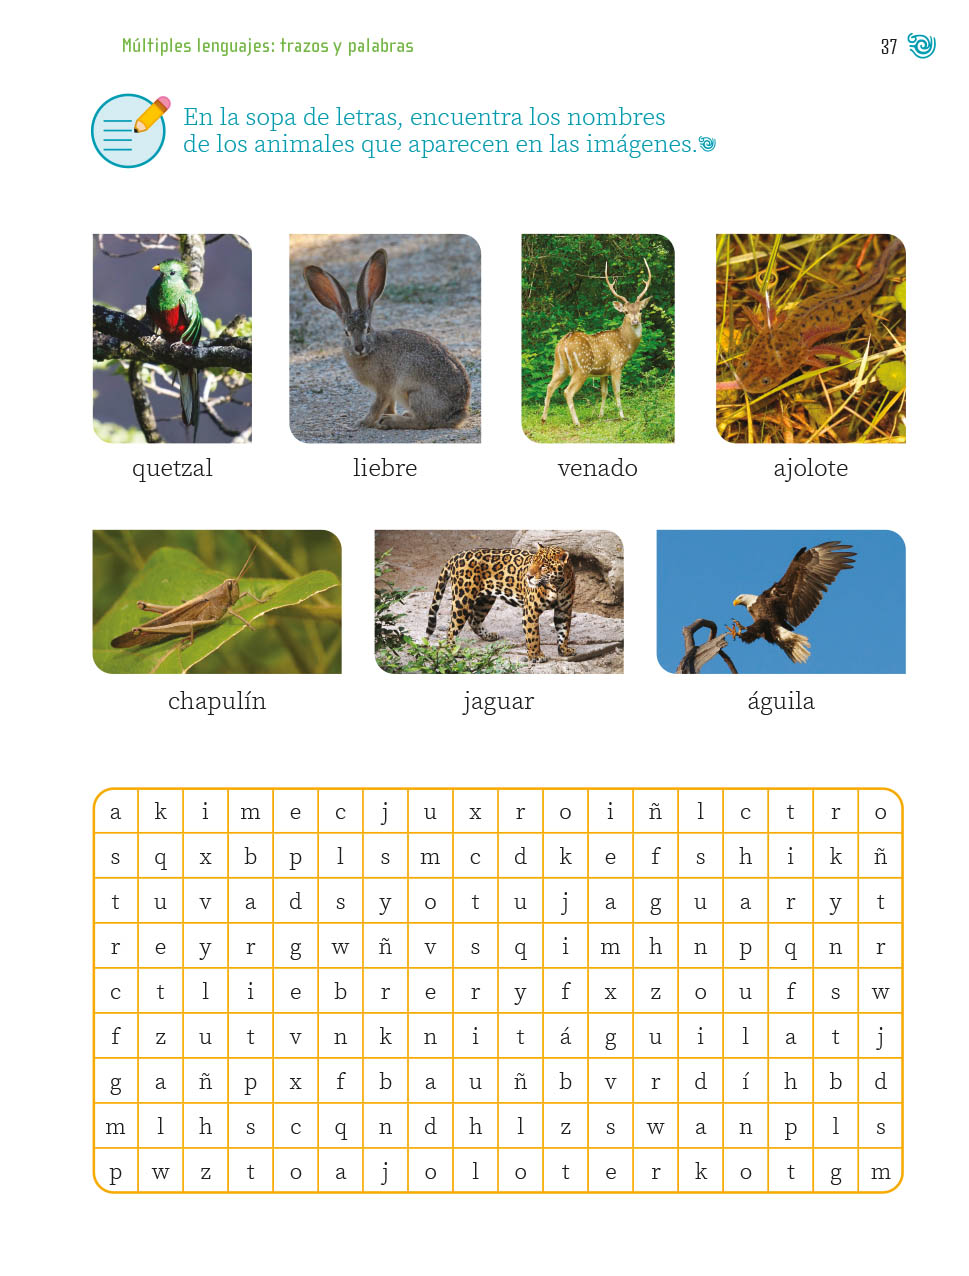 Múltiples lenguajes: trazos y palabras
37
En la sopa de letras, encuentra los nombres
de los animales que aparecen en las imágenes.
quetzal liebre venado ajolote
chapulín jaguar águila
a k i m e c j u x r o i ñ l c t r o
s q x b p l s m c d k e f s h i k ñ
t u v a d s y o t u j a g u a r y t
r e y r g w ñ v s q i m h n p q n r
c t l i e b r e r y f x z o u f s w
f z u t v n k n i t á g u i l a t j
g a ñ p x f b a u ñ b v r d í h b d
m l h s c q n d h l z s w a n p l s
p w z t o a j o l o t e r k o t g m